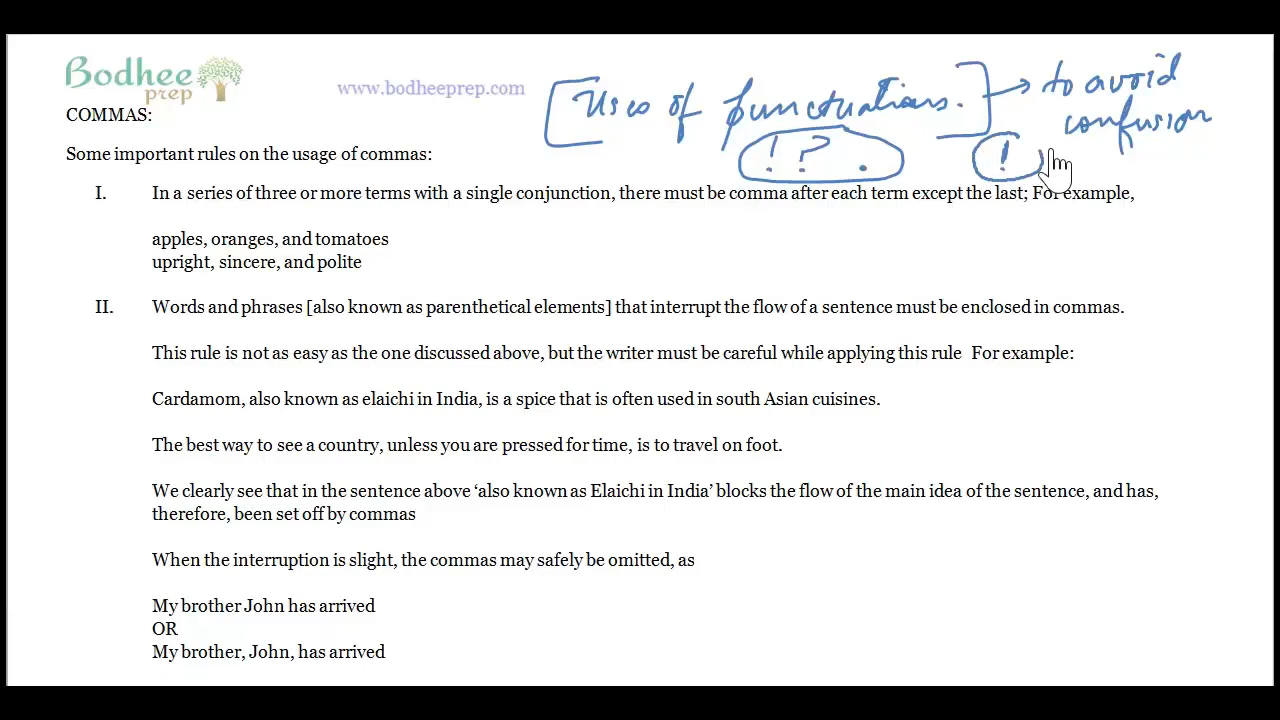 Bodhee
prep
www.bodheeprep.com
Uses of punctuations. → to avoid
confusion
! ? .
!
COMMAS:
Some important rules on the usage of commas:
I. In a series of three or more terms with a single conjunction, there must be comma after each term except the last; For example,
apples, oranges, and tomatoes
upright, sincere, and polite
II. Words and phrases [also known as parenthetical elements] that interrupt the flow of a sentence must be enclosed in commas.
This rule is not as easy as the one discussed above, but the writer must be careful while applying this rule For example:
Cardamom, also known as elaichi in India, is a spice that is often used in south Asian cuisines.
The best way to see a country, unless you are pressed for time, is to travel on foot.
We clearly see that in the sentence above ‘also known as Elaichi in India’ blocks the flow of the main idea of the sentence, and has,
therefore, been set off by commas
When the interruption is slight, the commas may safely be omitted, as
My brother John has arrived
OR
My brother, John, has arrived